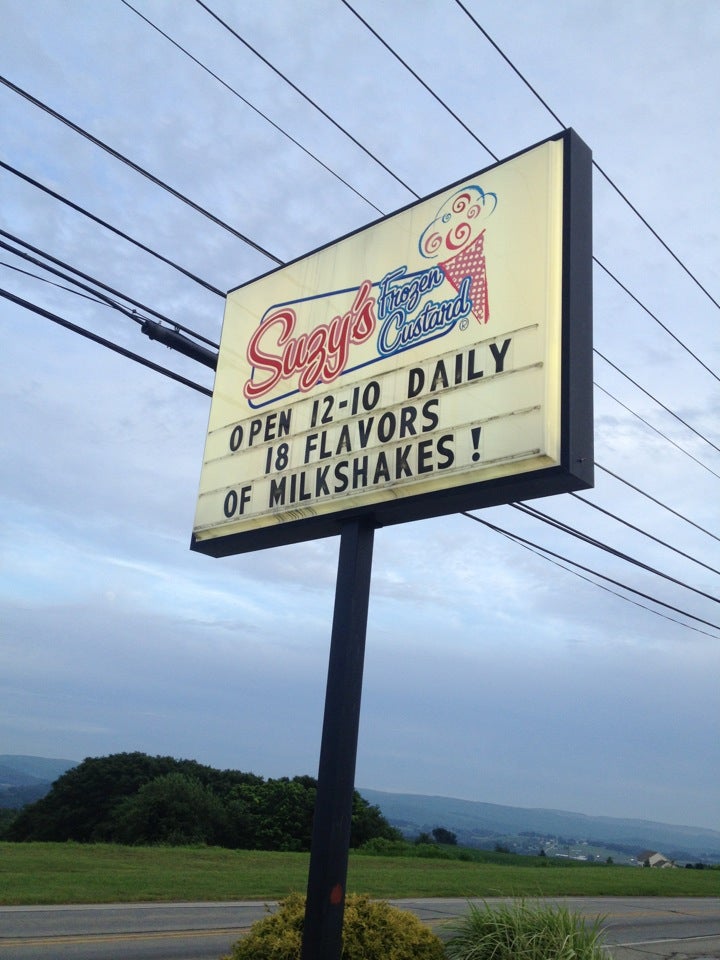 Suzy's Frozen
Custard ®
OPEN 12-10 DAILY
18 FLAVORS
OF MILKSHAKES!